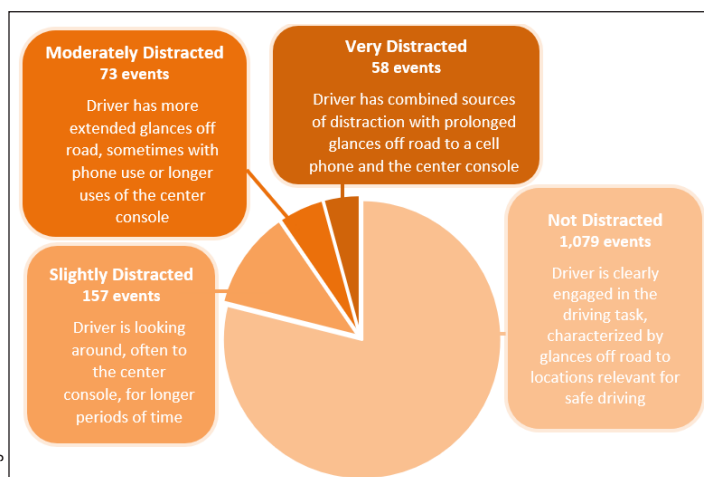 Moderately Distracted
73 events
Driver has more
extended glances off
road, sometimes with
phone use or longer
uses of the center
console
Very Distracted
58 events
Driver has combined sources
of distraction with prolonged
glances off road to a cell
phone and the center console
Slightly Distracted
157 events
Driver is looking
around, often to
the center
console, for longer
periods of time
Not Distracted
1,079 events
Driver is clearly
engaged in the
driving task,
characterized by
glances off road to
locations relevant for
safe driving